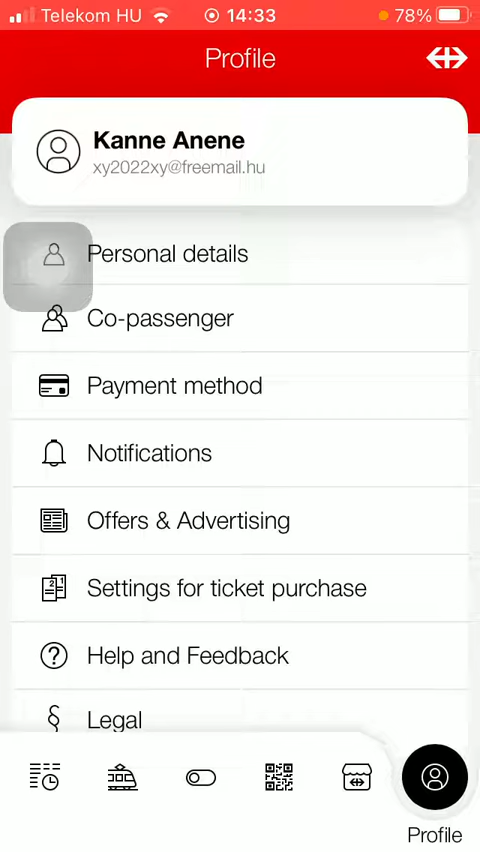 Telekom HU 14:33 78%
Profile
Kanne Anene
xy2022xy@freemail.hu
Personal details
Co-passenger
Payment method
Notifications
Offers & Advertising
Settings for ticket purchase
Help and Feedback
Legal
Profile